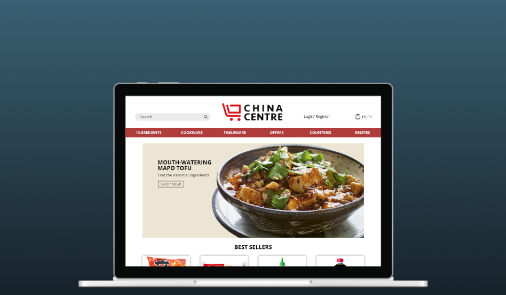 CHINA
CENTRE
Search
Login / Register
£0.00
INGREDIENTS
COOKWARE
TABLEWARE
OFFERS
COUNTRIES
RECIPES
MOUTH-WATERING
MAPO TOFU
Find the essential ingredients
SHOP NOW
BEST SELLERS